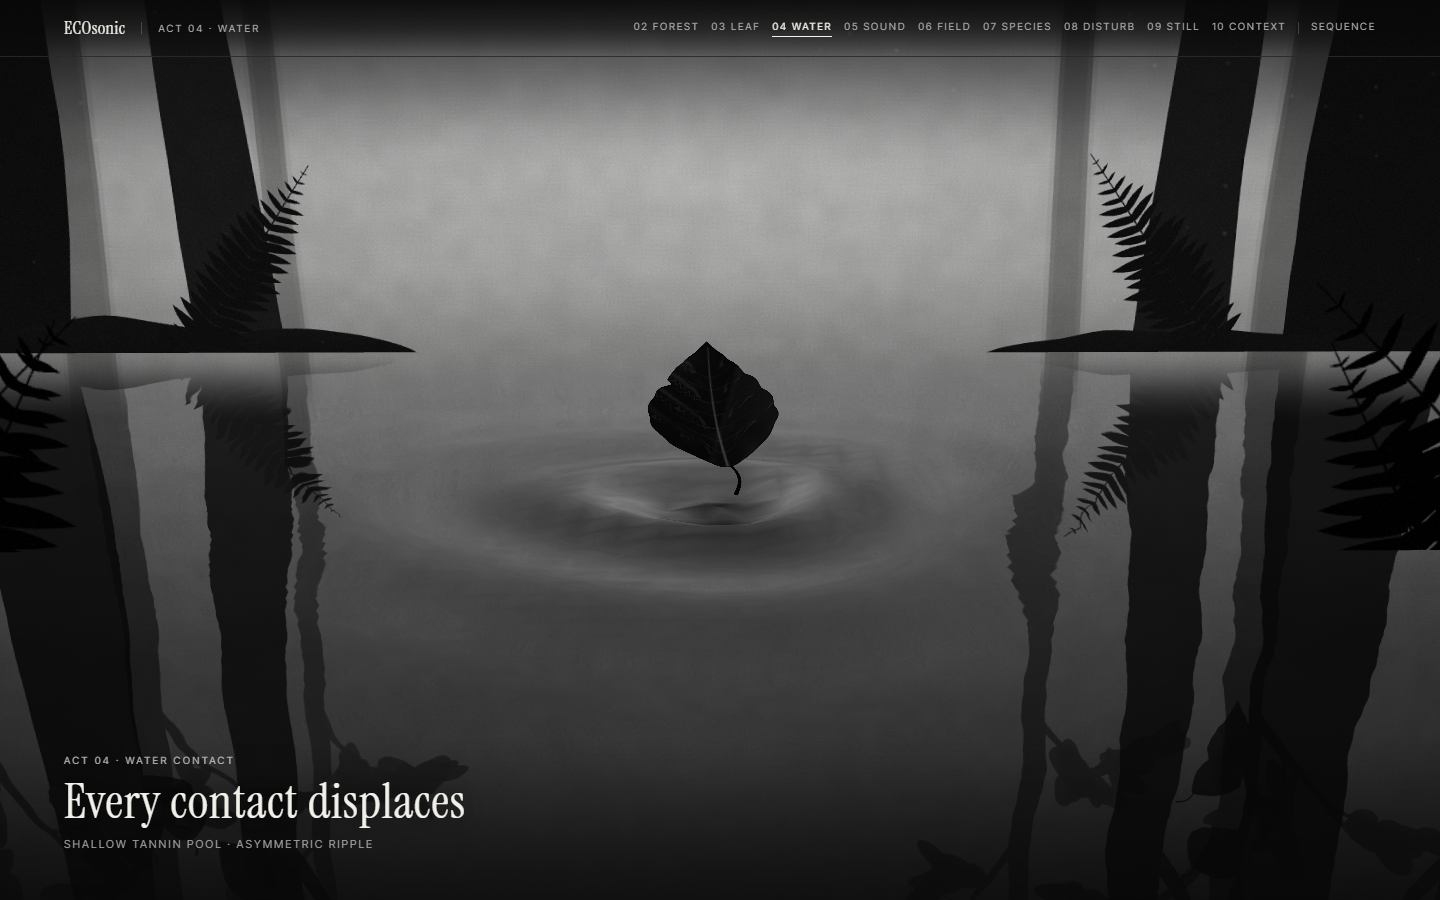 ECOsonic
ACT 04 · WATER
02 FOREST 03 LEAF 04 WATER 05 SOUND 06 FIELD 07 SPECIES 08 DISTURB 09 STILL 10 CONTEXT SEQUENCE
ACT 04 · WATER CONTACT
Every contact displaces
SHALLOW TANNIN POOL · ASYMMETRIC RIPPLE